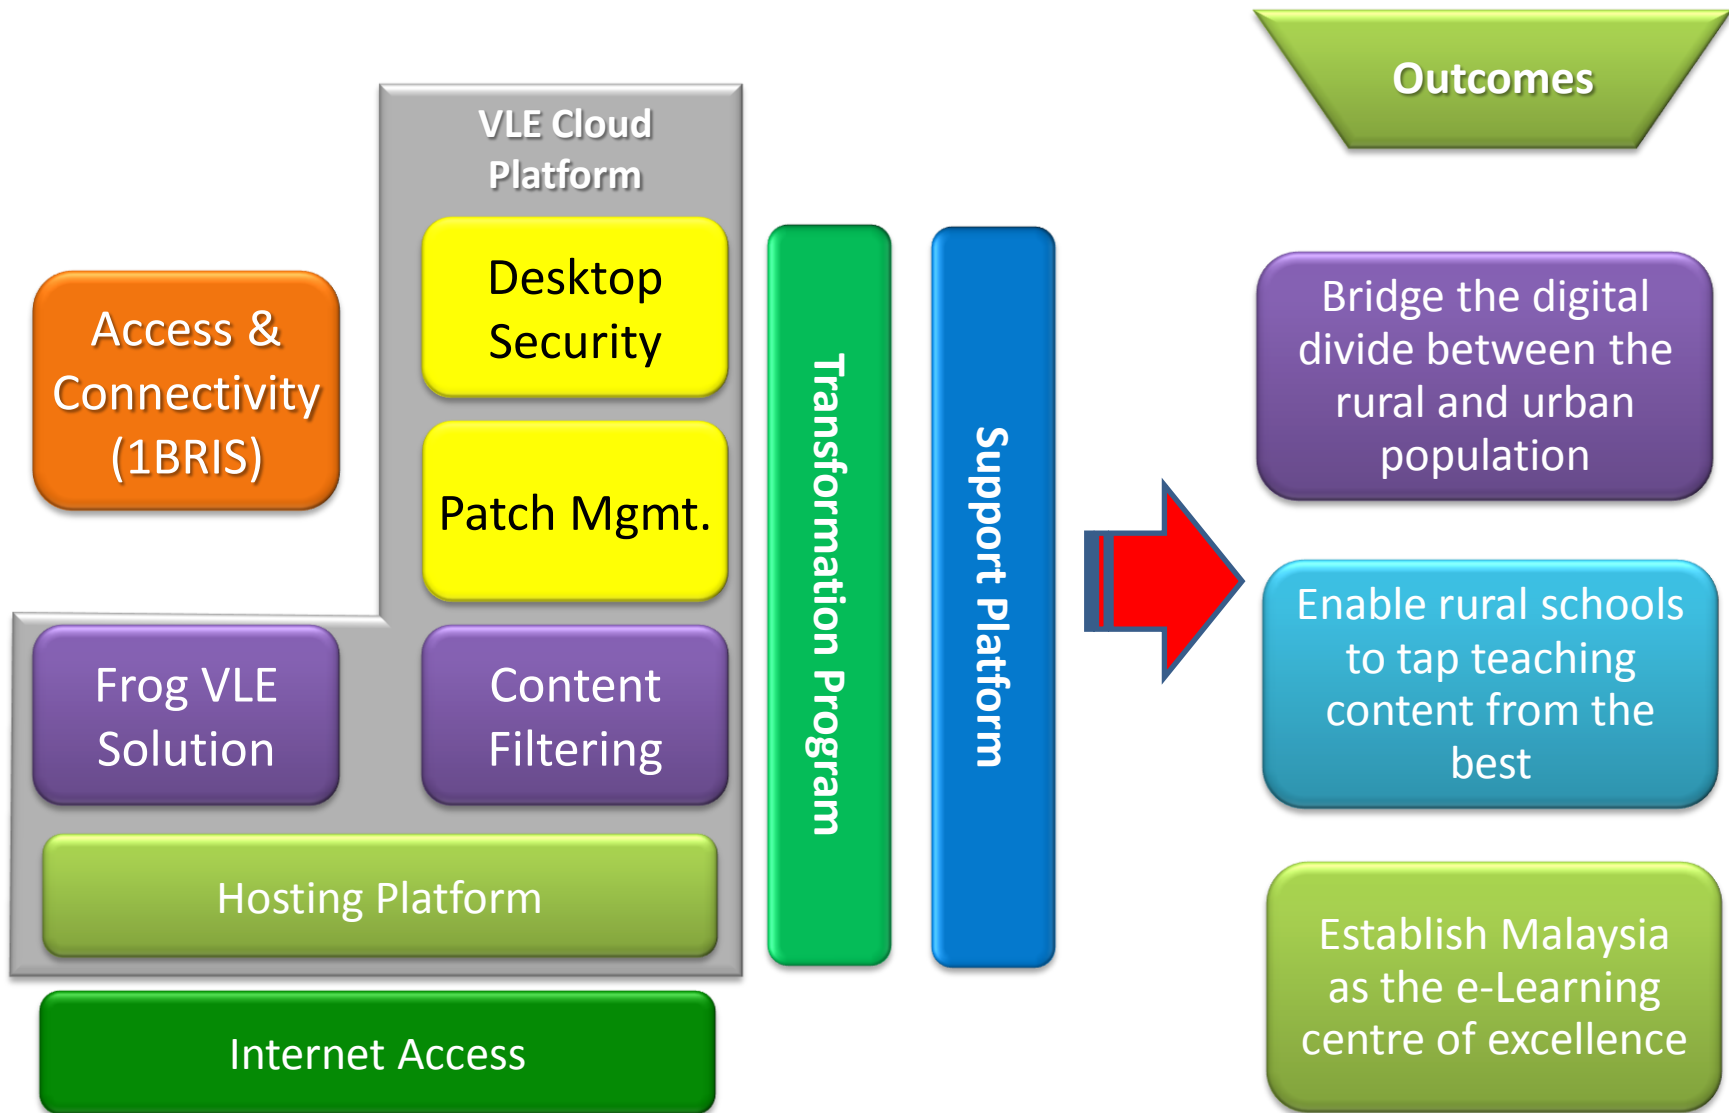 VLE Cloud
Platform
Desktop
Security
Access &
Connectivity
(1BRIS)
Patch Mgmt.
Frog VLE
Solution
Content
Filtering
Hosting Platform
Internet Access
Transformation Program
Support Platform
Outcomes
Bridge the digital
divide between the
rural and urban
population
Enable rural schools
to tap teaching
content from the
best
Establish Malaysia
as the e-Learning
centre of excellence